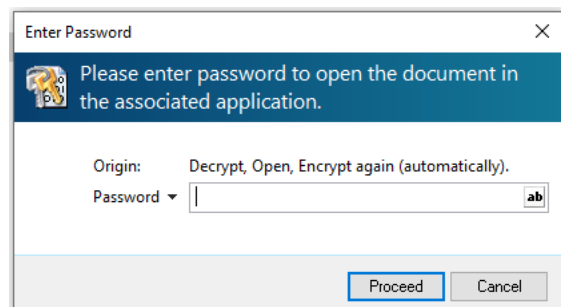 Enter Password
Please enter password to open the document in
the associated application.
Origin: Decrypt, Open, Encrypt again (automatically).
Password
ab
Proceed Cancel